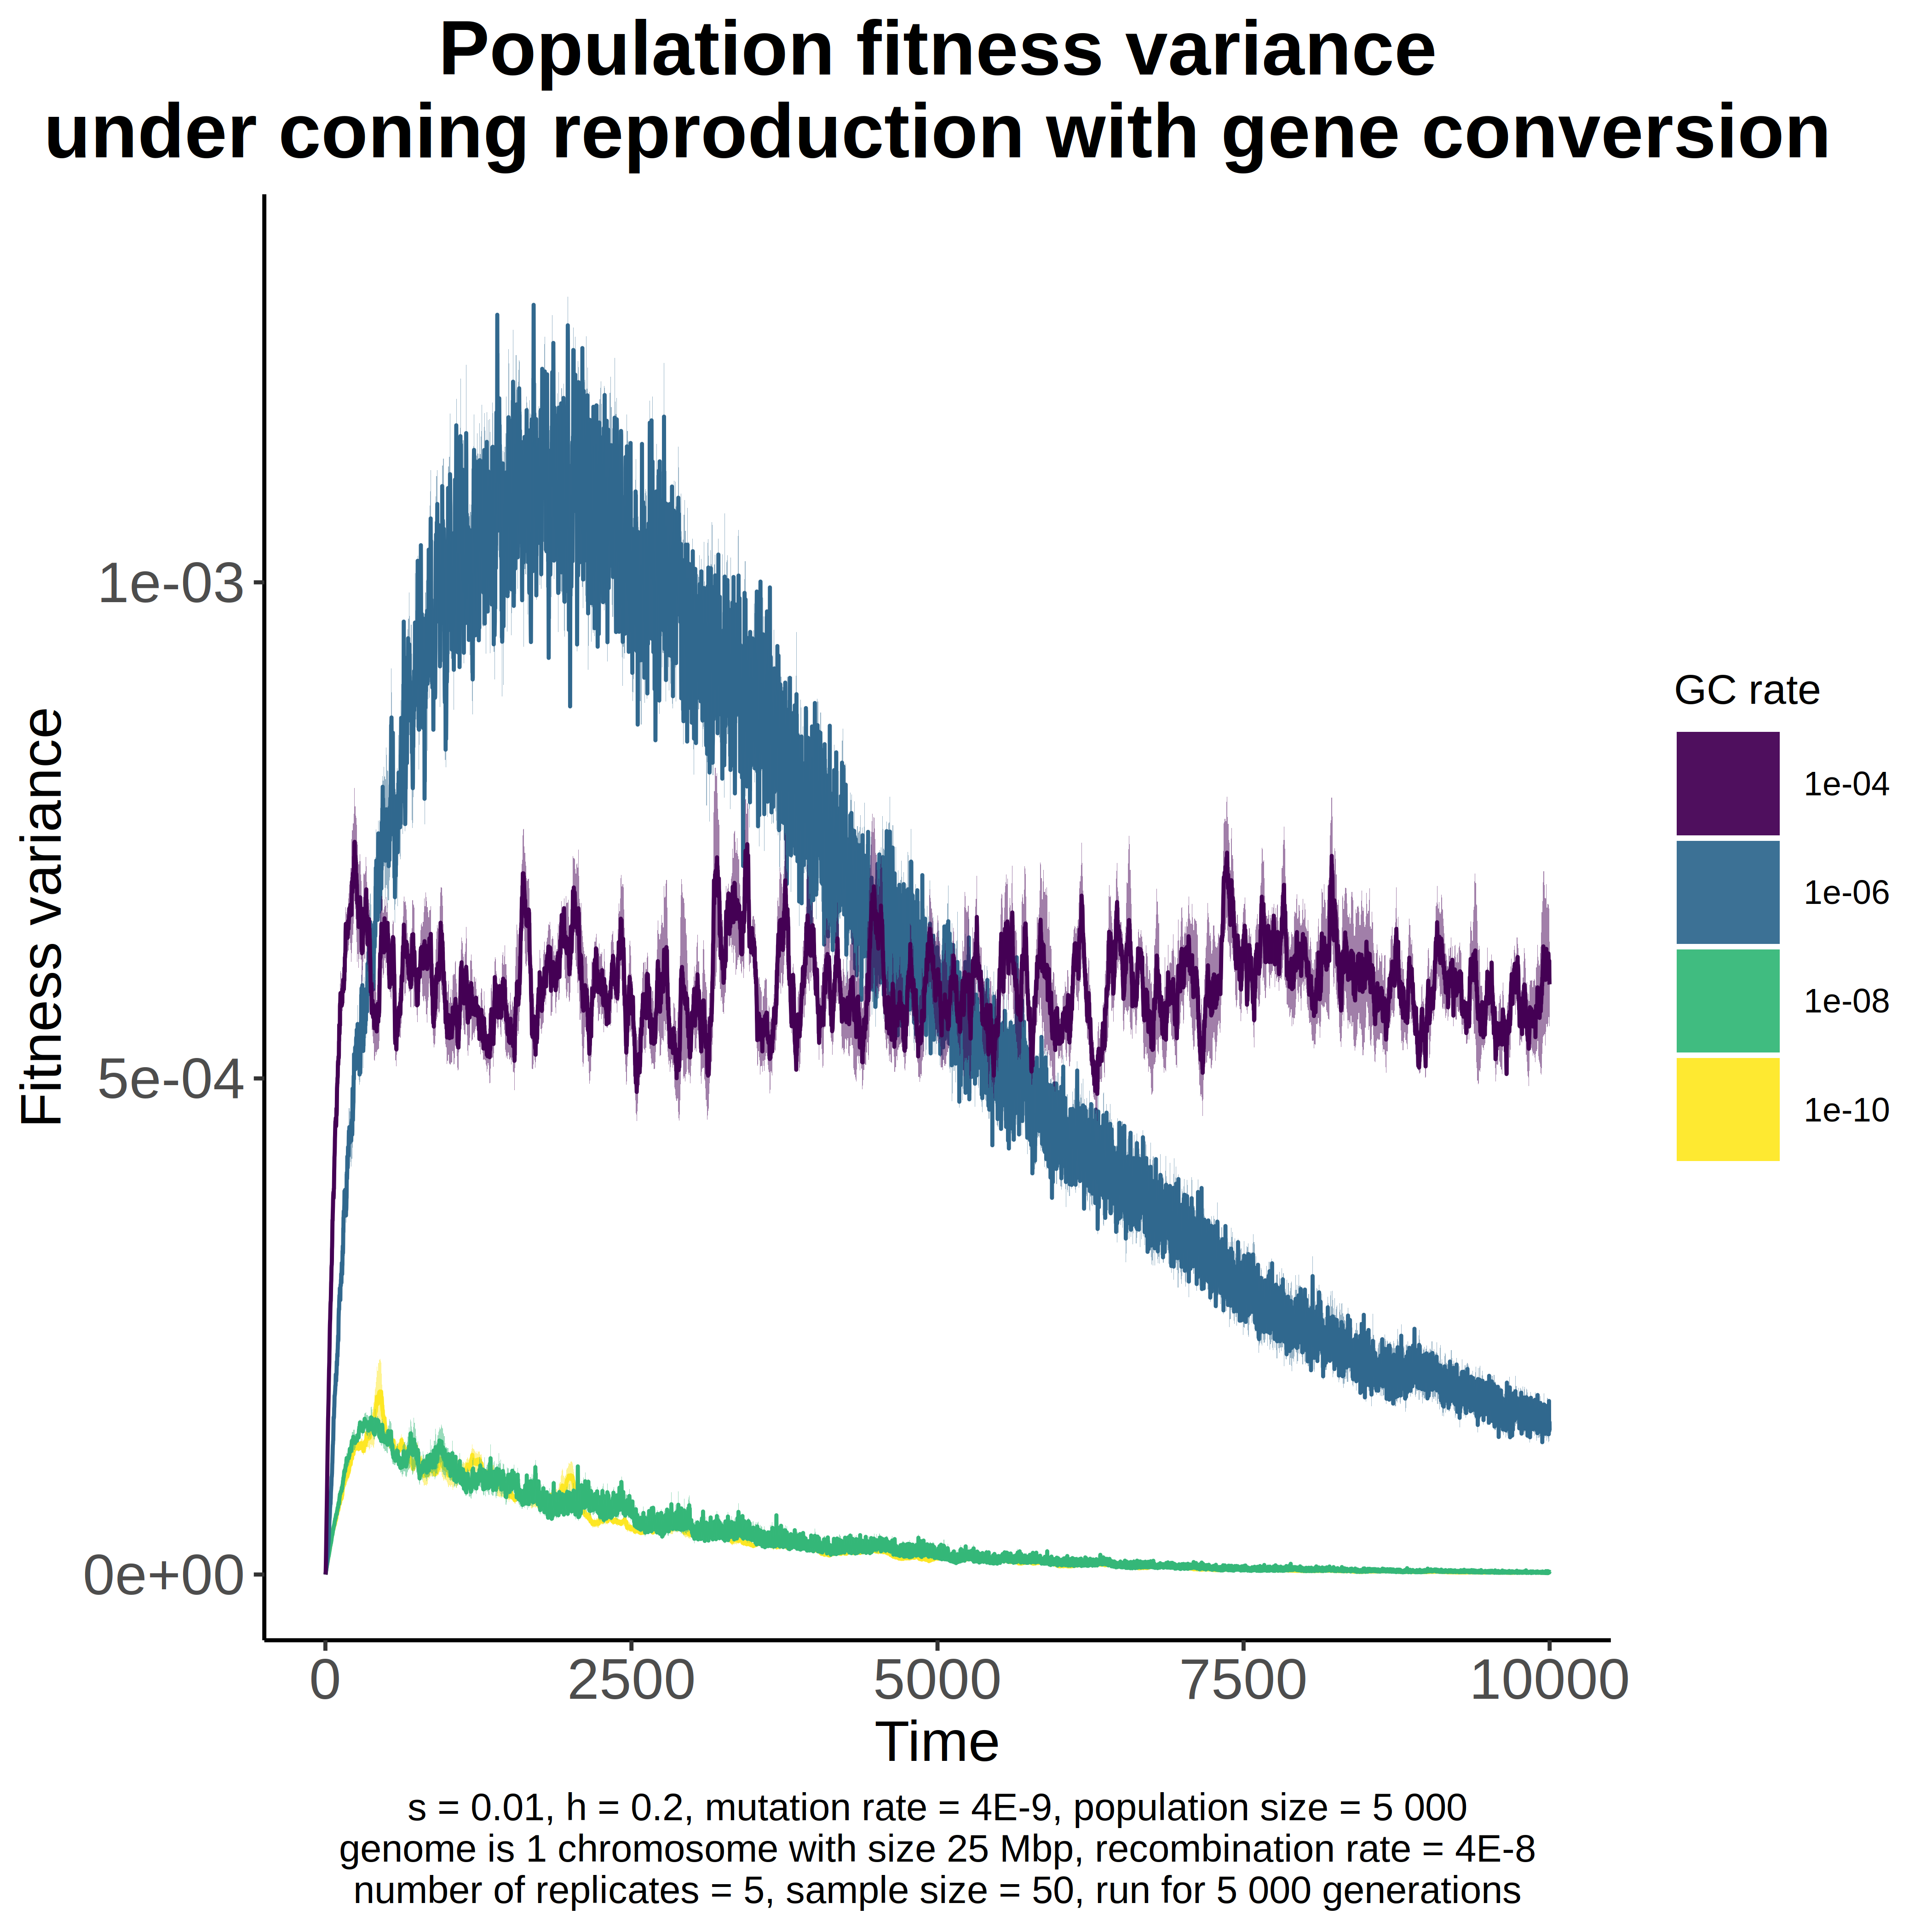 Population fitness variance
under coning reproduction with gene conversion
Fitness variance
1e-03
5e-04
0e+00
0
2500
5000
7500
10000
Time
GC rate
1e-04
1e-06
1e-08
1e-10
s = 0.01, h = 0.2, mutation rate = 4E-9, population size = 5 000
genome is 1 chromosome with size 25 Mbp, recombination rate = 4E-8
number of replicates = 5, sample size = 50, run for 5 000 generations